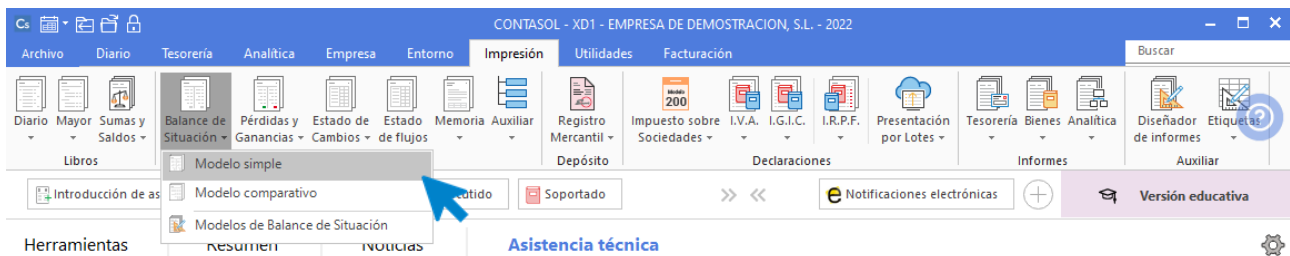 Cs CONTASOL - XD1 - EMPRESA DE DEMOSTRACION, S.L. - 2022
Archivo Diario Tesorería Analítica Empresa Entorno Impresión Utilidades Facturación Buscar
Diario Mayor Sumas y Saldos Balance de Situación Pérdidas y Ganancias Estado de Cambios Estado de flujos Memoria Auxiliar Registro Mercantil Modelo 200 Impuesto sobre Sociedades I.V.A. I.G.I.C. I.R.P.F. Presentación por Lotes Tesorería Bienes Analítica Diseñador de informes Etiquetas ?
Libros Depósito Declaraciones Informes Auxiliar
Modelo simple
Modelo comparativo
Modelos de Balance de Situación
Introducción de as Soportado e Notificaciones electrónicas Versión educativa
Herramientas Resumen Noticias Asistencia técnica